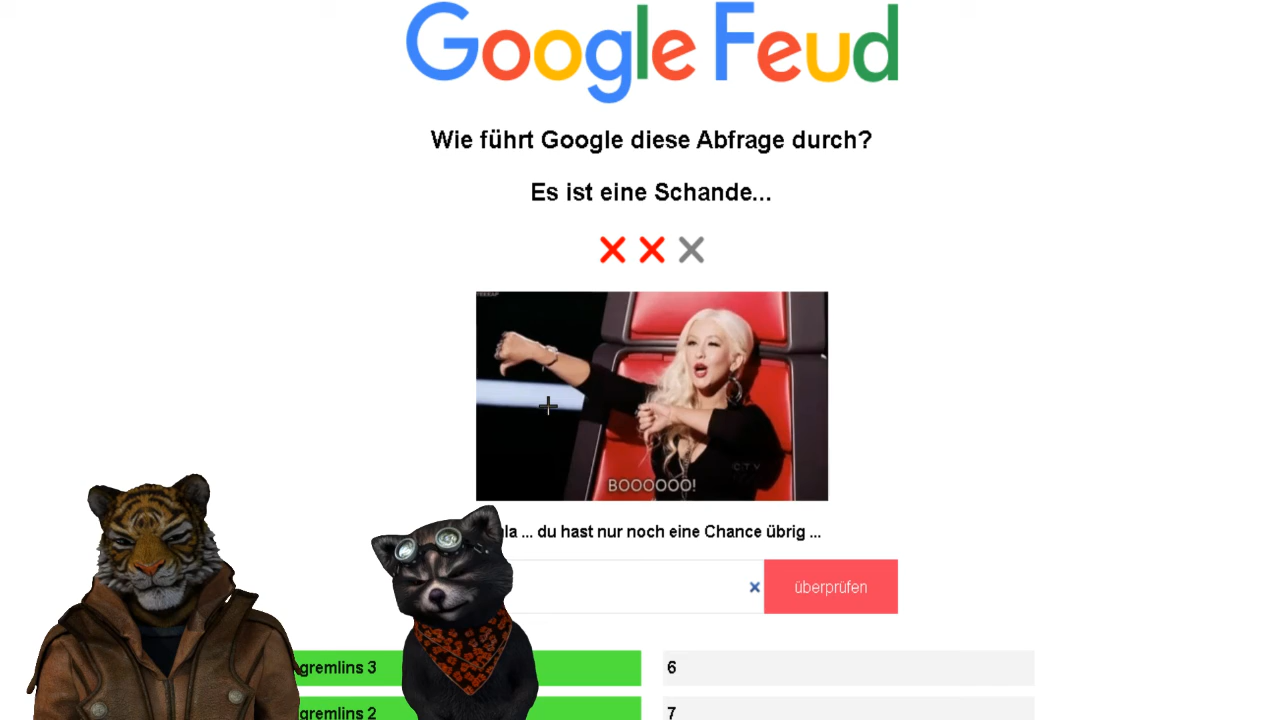 Google Feud
Wie führt Google diese Abfrage durch?
Es ist eine Schande...
BOOOOOO!
CTV
... du hast nur noch eine Chance übrig ...
überprüfen
gremlins 3
6
gremlins 2
7